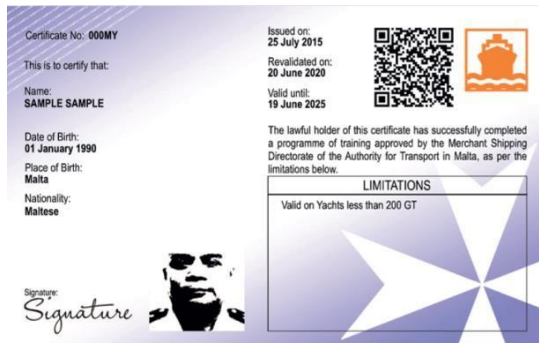 Certificate No: 000MY
This is to certify that:
Name:
SAMPLE SAMPLE
Date of Birth:
01 January 1990
Place of Birth:
Malta
Nationality:
Maltese
Signature:
Signature
Issued on:
25 July 2015
Revalidated on:
20 June 2020
Valid until:
19 June 2025
The lawful holder of this certificate has successfully completed
a programme of training approved by the Merchant Shipping
Directorate of the Authority for Transport in Malta, as per the
limitations below.
LIMITATIONS
Valid on Yachts less than 200 GT